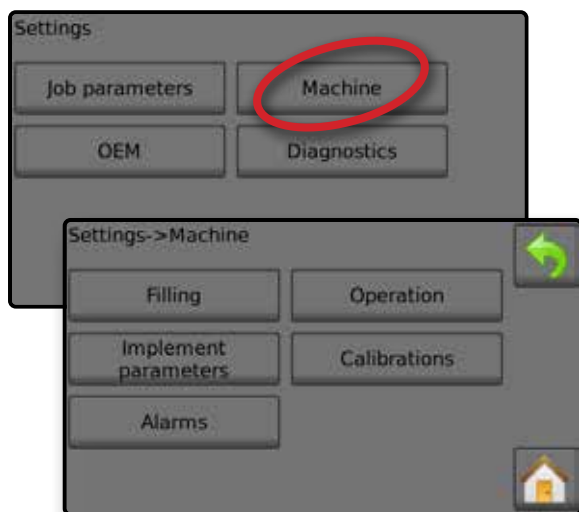 Settings
Job parameters
Machine
OEM
Diagnostics
Settings->Machine
Filling
Operation
Implement
parameters
Calibrations
Alarms